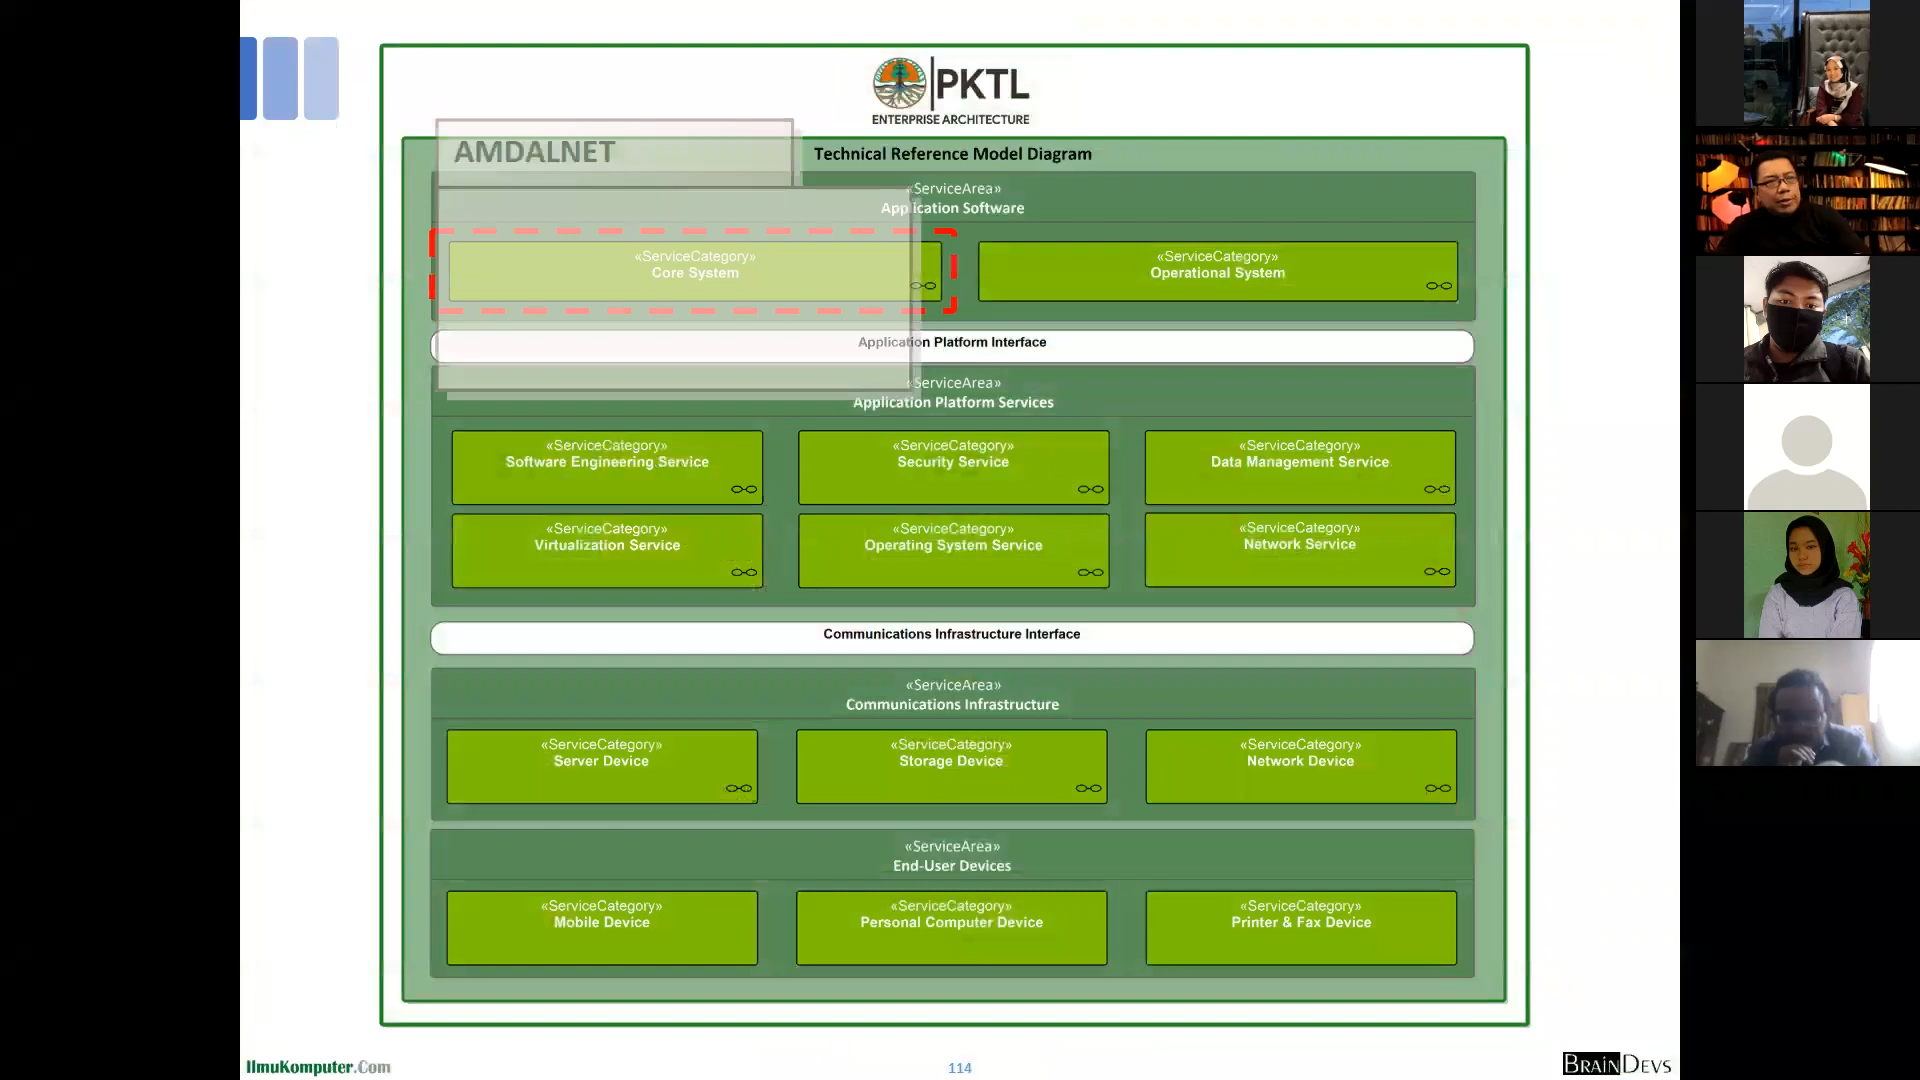 PKTL
ENTERPRISE ARCHITECTURE
AMDALNET
Technical Reference Model Diagram
«ServiceArea»
Application Software
«ServiceCategory»
Core System
«ServiceCategory»
Operational System
Application Platform Interface
«ServiceArea»
Application Platform Services
«ServiceCategory»
Software Engineering Service
«ServiceCategory»
Security Service
«ServiceCategory»
Data Management Service
«ServiceCategory»
Virtualization Service
«ServiceCategory»
Operating System Service
«ServiceCategory»
Network Service
Communications Infrastructure Interface
«ServiceArea»
Communications Infrastructure
«ServiceCategory»
Server Device
«ServiceCategory»
Storage Device
«ServiceCategory»
Network Device
«ServiceArea»
End-User Devices
«ServiceCategory»
Mobile Device
«ServiceCategory»
Personal Computer Device
«ServiceCategory»
Printer & Fax Device
IlmuKomputer.Com
114
BRAINDEVS